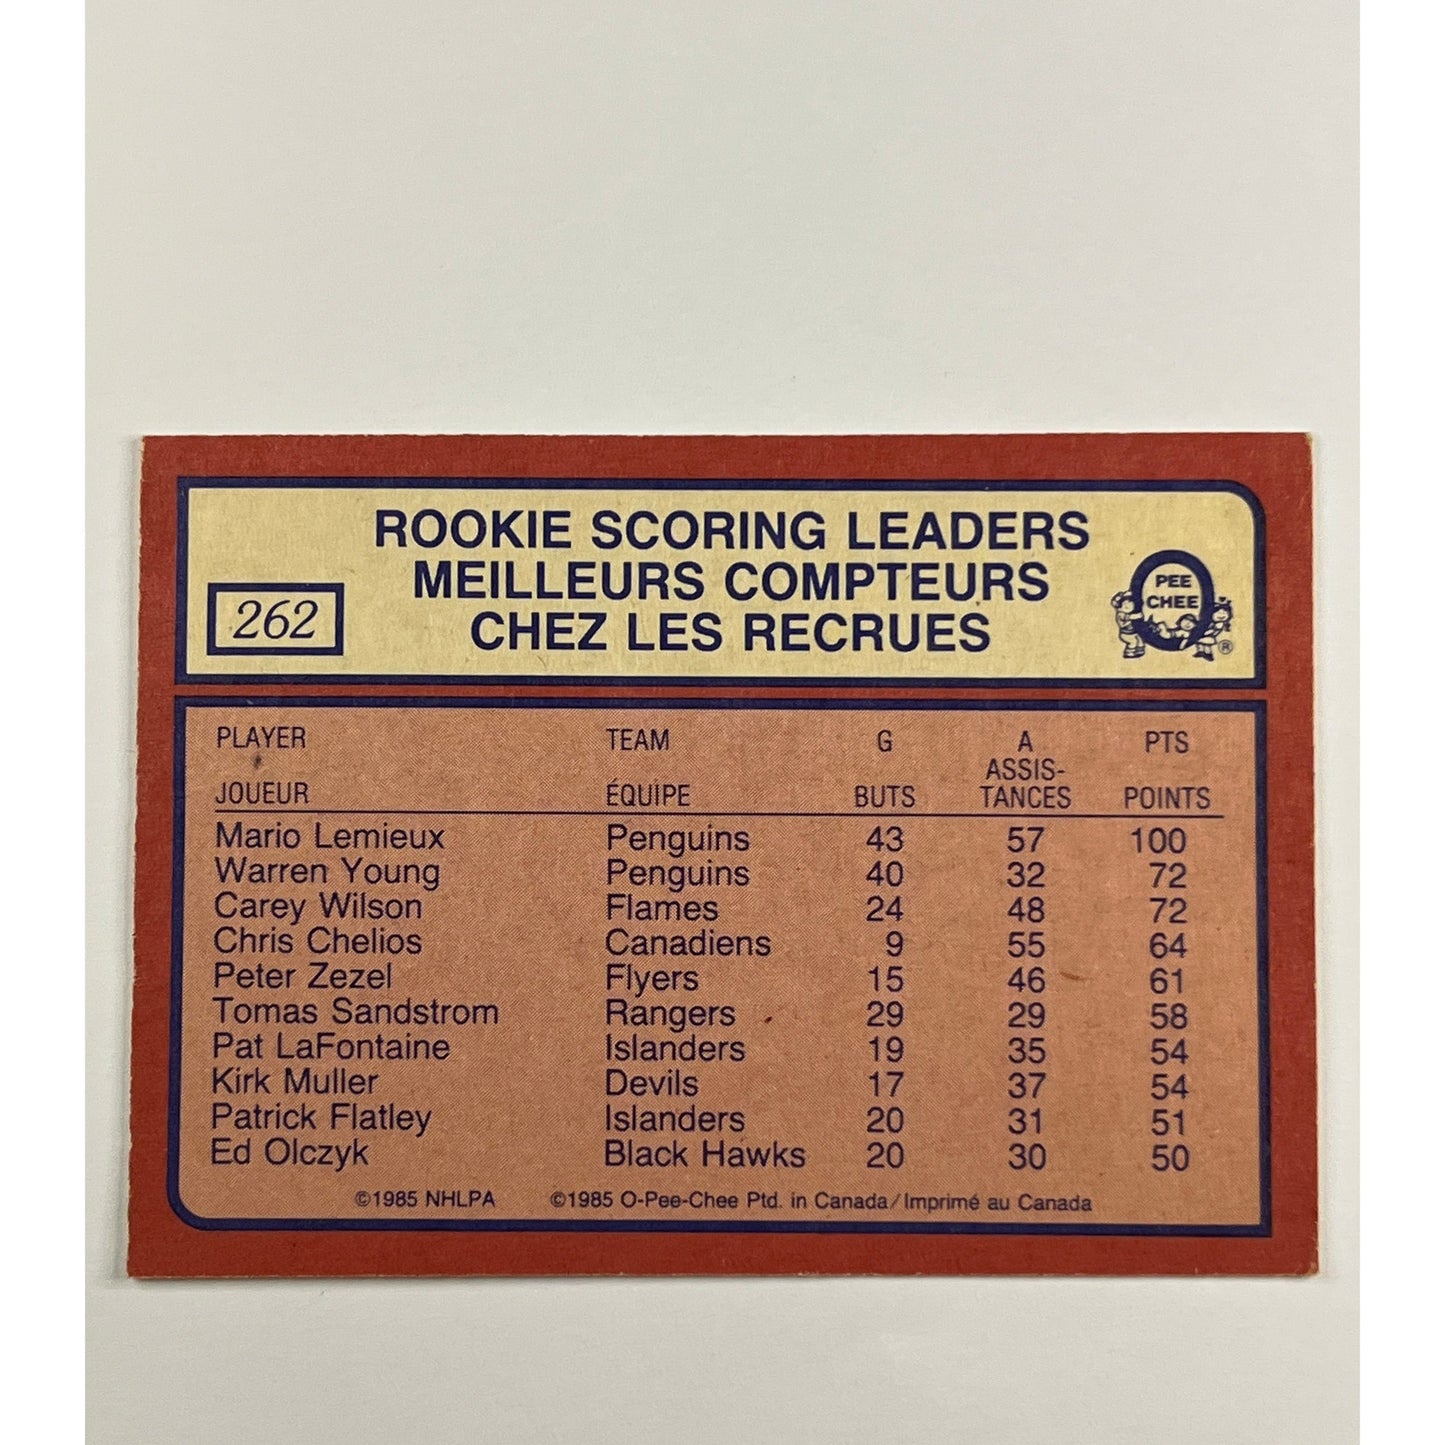 ROOKIE SCORING LEADERS
MEILLEURS COMPTEURS
CHEZ LES RECRUES
262
PEE
CHEE
®
PLAYER TEAM G A PTS
JOUEUR ÉQUIPE BUTS ASSIS-
TANCES POINTS
Mario Lemieux Penguins 43 57 100
Warren Young Penguins 40 32 72
Carey Wilson Flames 24 48 72
Chris Chelios Canadiens 9 55 64
Peter Zezel Flyers 15 46 61
Tomas Sandstrom Rangers 29 29 58
Pat LaFontaine Islanders 19 35 54
Kirk Muller Devils 17 37 54
Patrick Flatley Islanders 20 31 51
Ed Olczyk Black Hawks 20 30 50
©1985 NHLPA ©1985 O-Pee-Chee Ptd. in Canada/Imprimé au Canada